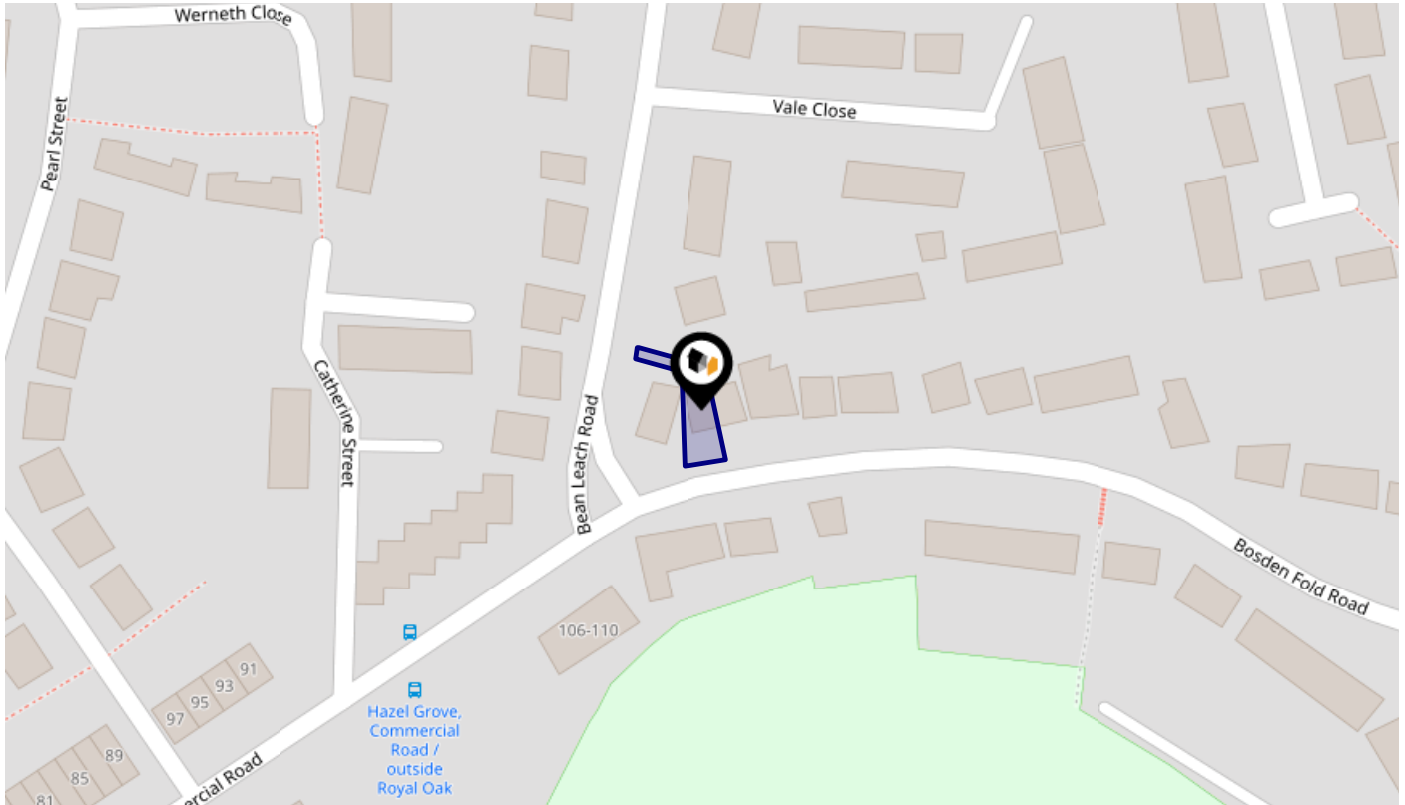 Werneth Close
Pearl Street
Vale Close
Catherine Street
Bean Leach Road
Bosden Fold Road
106-110
91
93
95
97
89
85
81
Hazel Grove,
Commercial
Road /
outside
Royal Oak
ercial Road